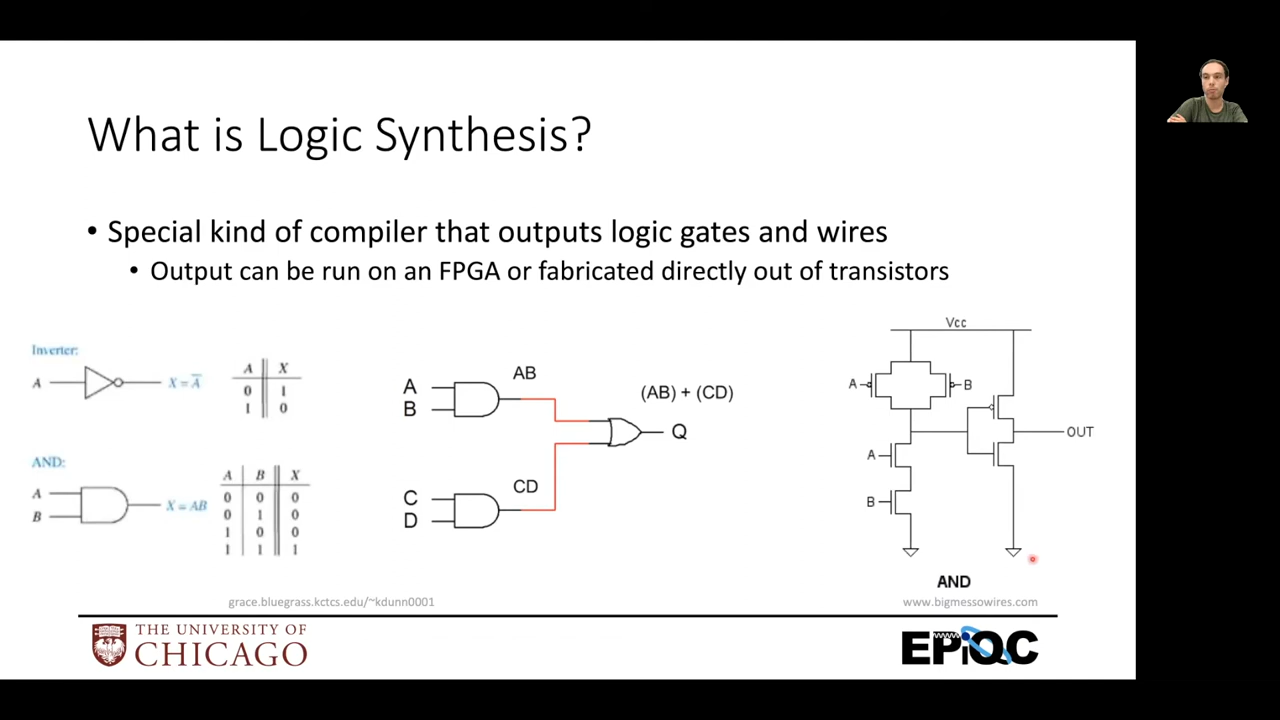 What is Logic Synthesis?
• Special kind of compiler that outputs logic gates and wires
• Output can be run on an FPGA or fabricated directly out of transistors
Inverter:
A
X = A̅
A X
0 1
1 0
AND:
A
B
X = AB
A B X
0 0 0
0 1 0
1 0 0
1 1 1
A
B
AB
C
D
CD
(AB) + (CD)
Q
Vcc
A
B
A
B
OUT
AND
grace.bluegrass.kctcs.edu/~kdunn0001
www.bigmessowires.com
THE UNIVERSITY OF
CHICAGO
EPiQC